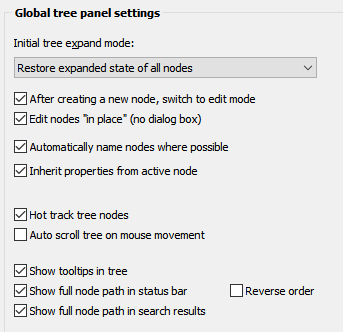 Global tree panel settings
Initial tree expand mode:
Restore expanded state of all nodes
After creating a new node, switch to edit mode
Edit nodes "in place" (no dialog box)
Automatically name nodes where possible
Inherit properties from active node
Hot track tree nodes
Auto scroll tree on mouse movement
Show tooltips in tree
Show full node path in status bar Reverse order
Show full node path in search results